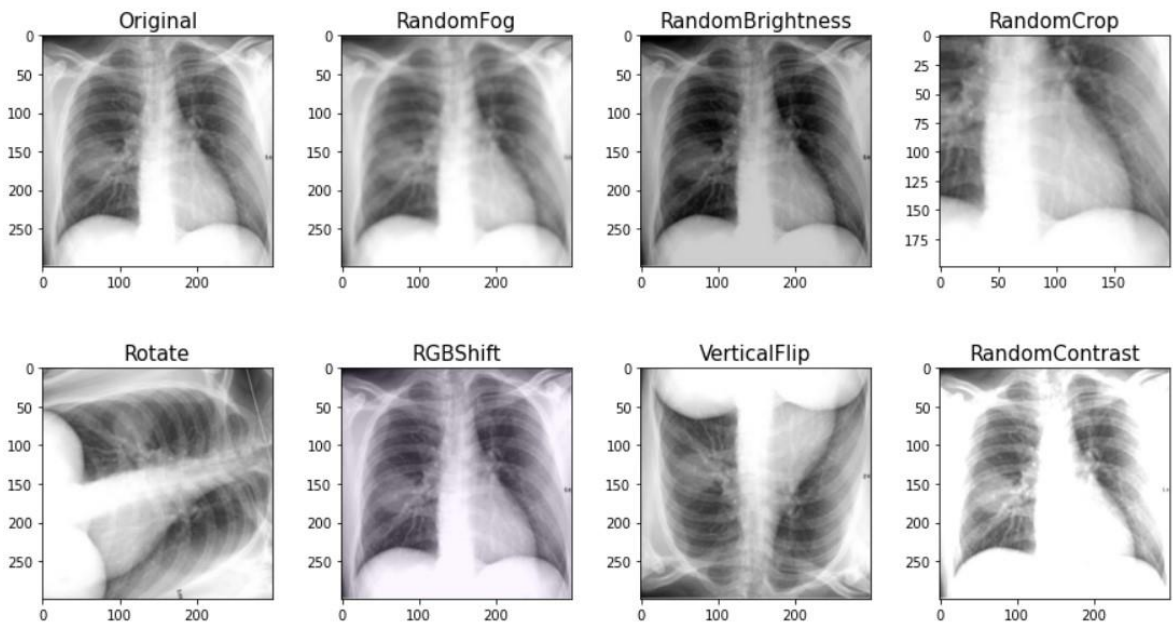 Original RandomFog RandomBrightness RandomCrop
0 0 0 0
50 50 50 25
100 100 100 50
150 150 150 75
200 200 200 100
250 250 250 125
150
175
0 100 200 0 100 200 0 100 200 0 50 100 150
Rotate RGBShift VerticalFlip RandomContrast
0 0 0 0
50 50 50 50
100 100 100 100
150 150 150 150
200 200 200 200
250 250 250 250
0 100 200 0 100 200 0 100 200 0 100 200